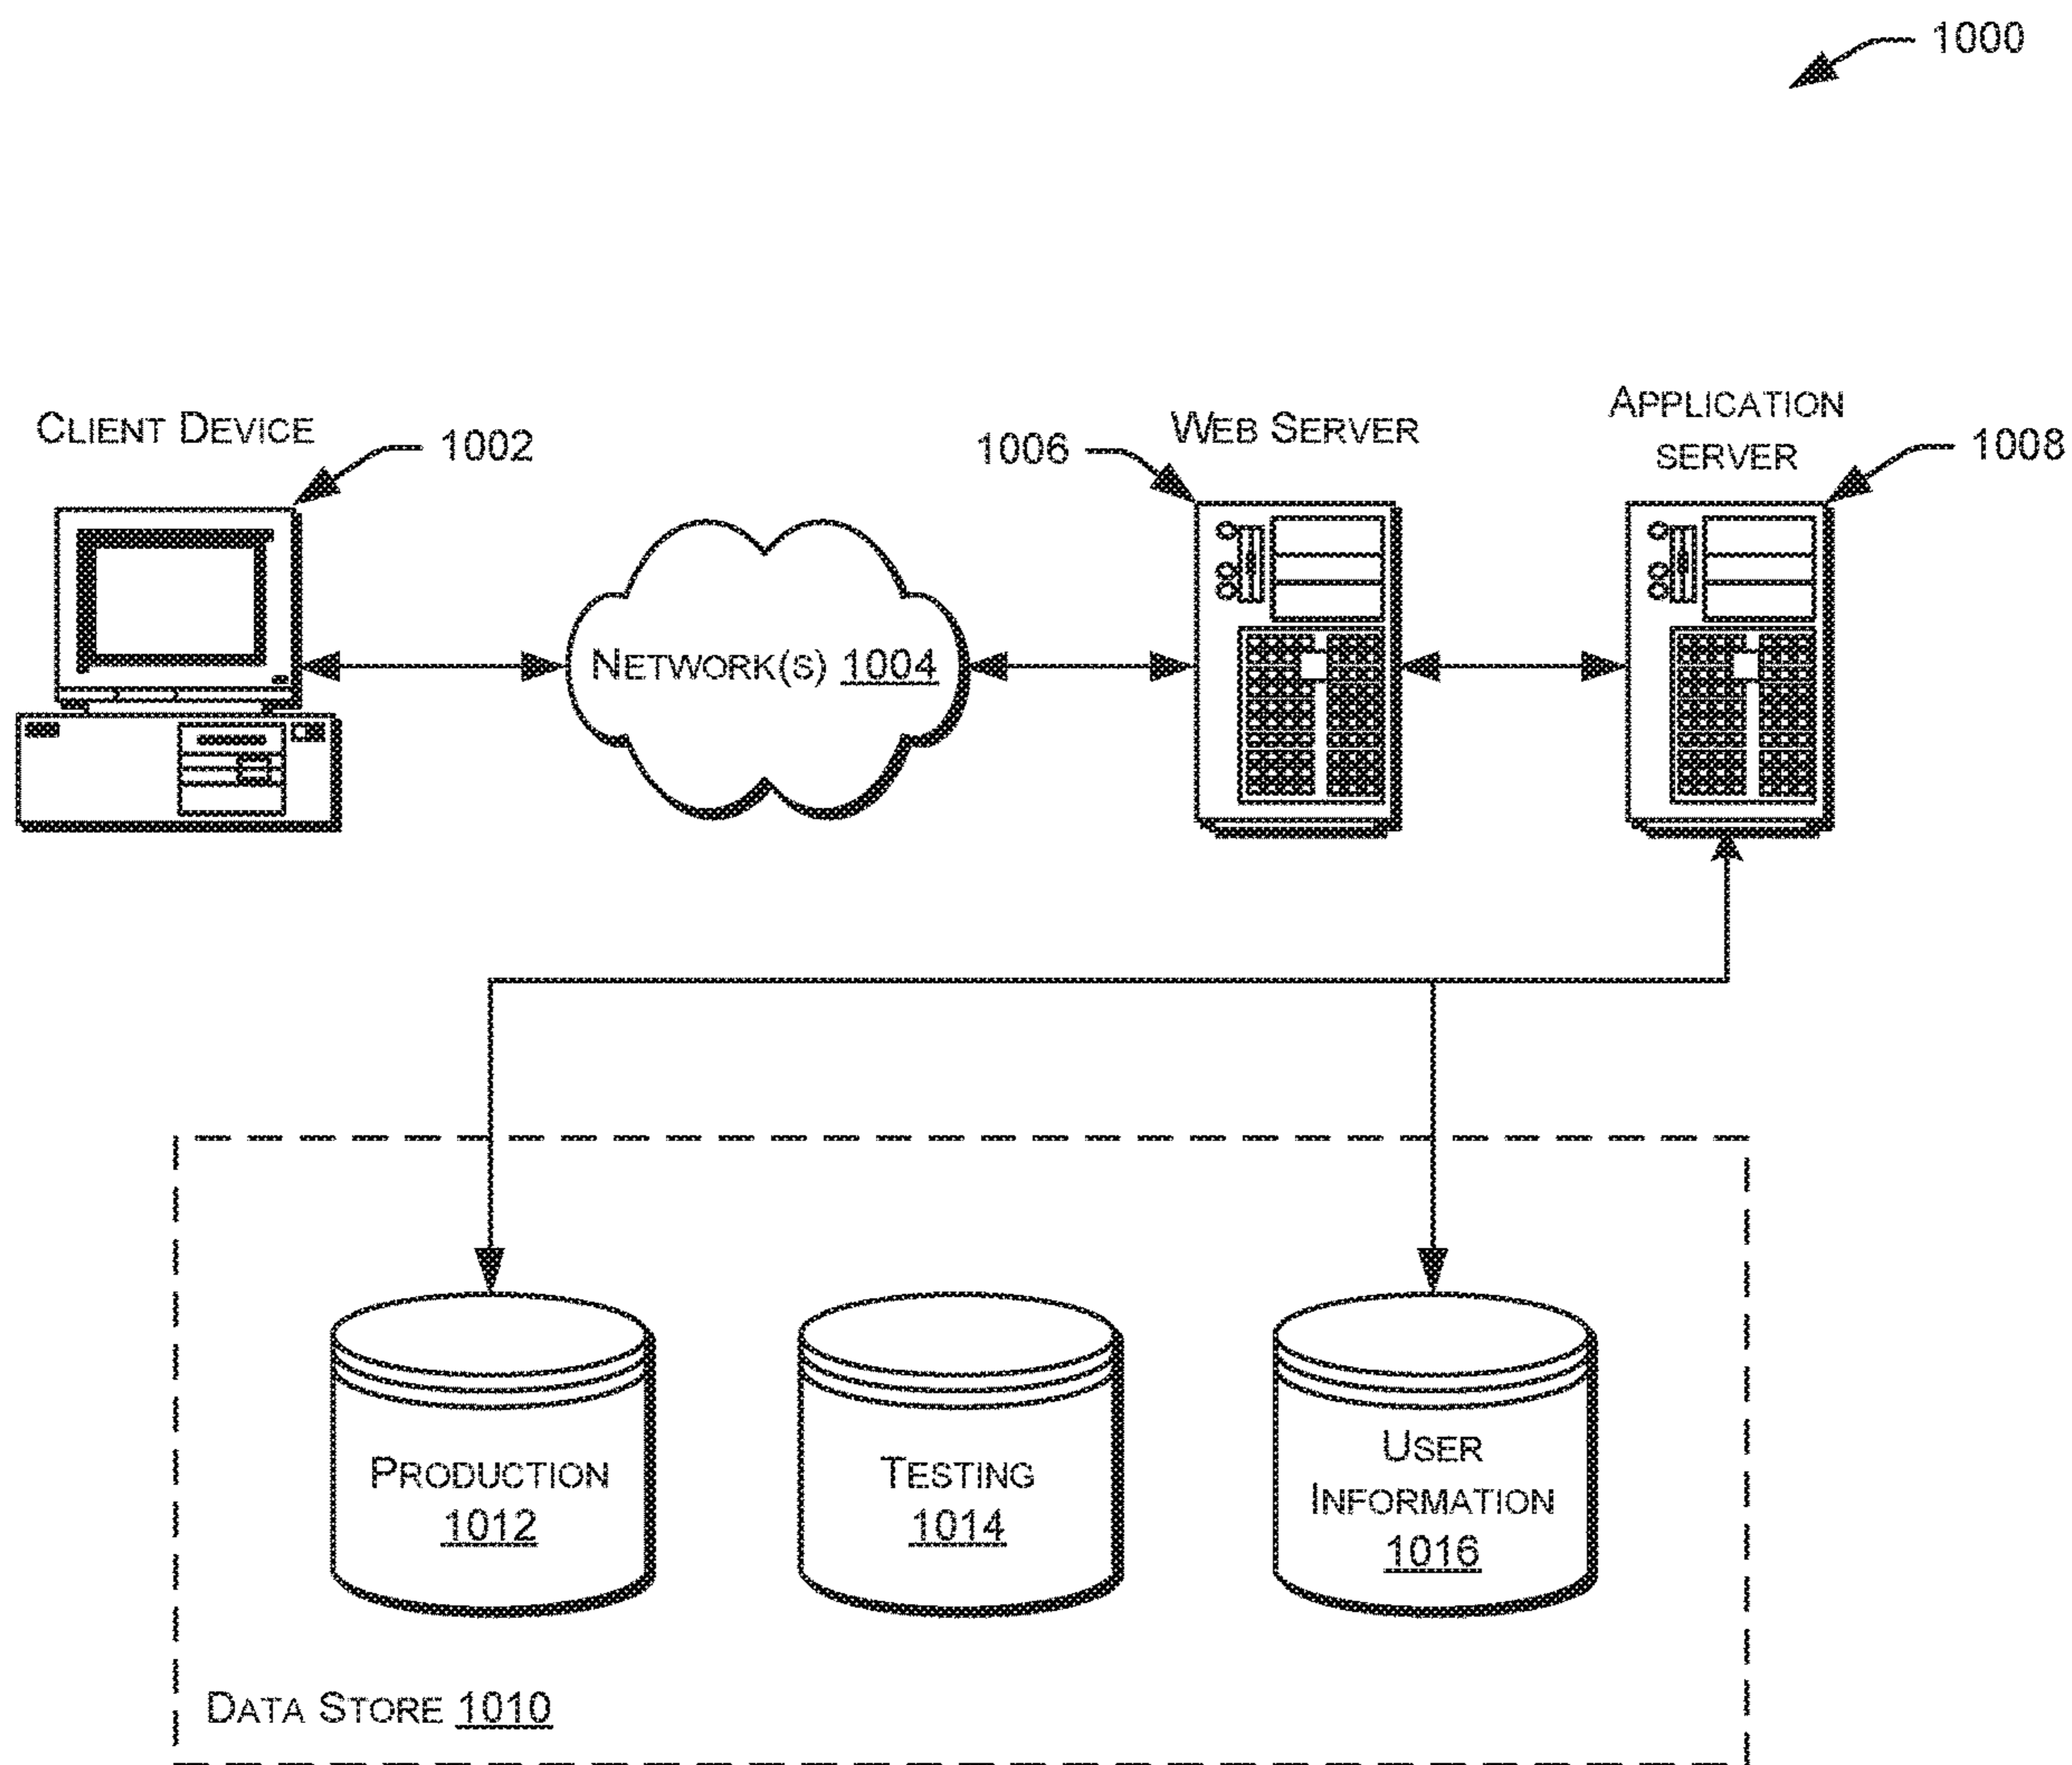 1000
CLIENT DEVICE
1002
1006
WEB SERVER
APPLICATION
SERVER
1008
NETWORK(S) 1004
PRODUCTION
1012
TESTING
1014
USER
INFORMATION
1016
DATA STORE 1010